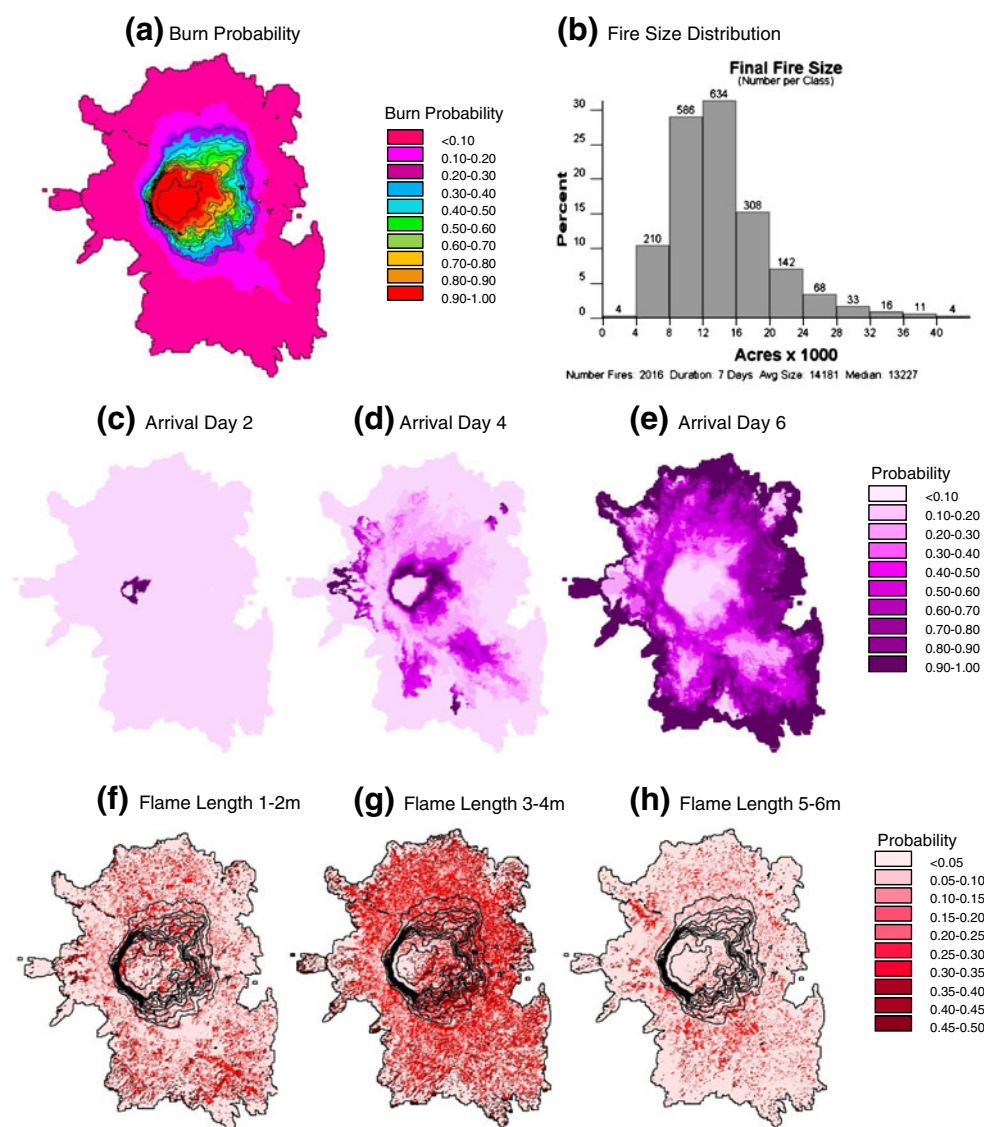 (a) Burn Probability
Burn Probability
<0.10
0.10-0.20
0.20-0.30
0.30-0.40
0.40-0.50
0.50-0.60
0.60-0.70
0.70-0.80
0.80-0.90
0.90-1.00
(b) Fire Size Distribution
Final Fire Size
(Number per Class)
Percent
30
25
20
15
10
5
0
4
210
586
634
308
142
68
33
16
11
4
0 4 8 12 16 20 24 28 32 36 40
Acres x 1000
Number Fires: 2016 Duration: 7 Days Avg Size: 14181 Median: 13227
(c) Arrival Day 2
(d) Arrival Day 4
(e) Arrival Day 6
Probability
<0.10
0.10-0.20
0.20-0.30
0.30-0.40
0.40-0.50
0.50-0.60
0.60-0.70
0.70-0.80
0.80-0.90
0.90-1.00
(f) Flame Length 1-2m
(g) Flame Length 3-4m
(h) Flame Length 5-6m
Probability
<0.05
0.05-0.10
0.10-0.15
0.15-0.20
0.20-0.25
0.25-0.30
0.30-0.35
0.35-0.40
0.40-0.45
0.45-0.50